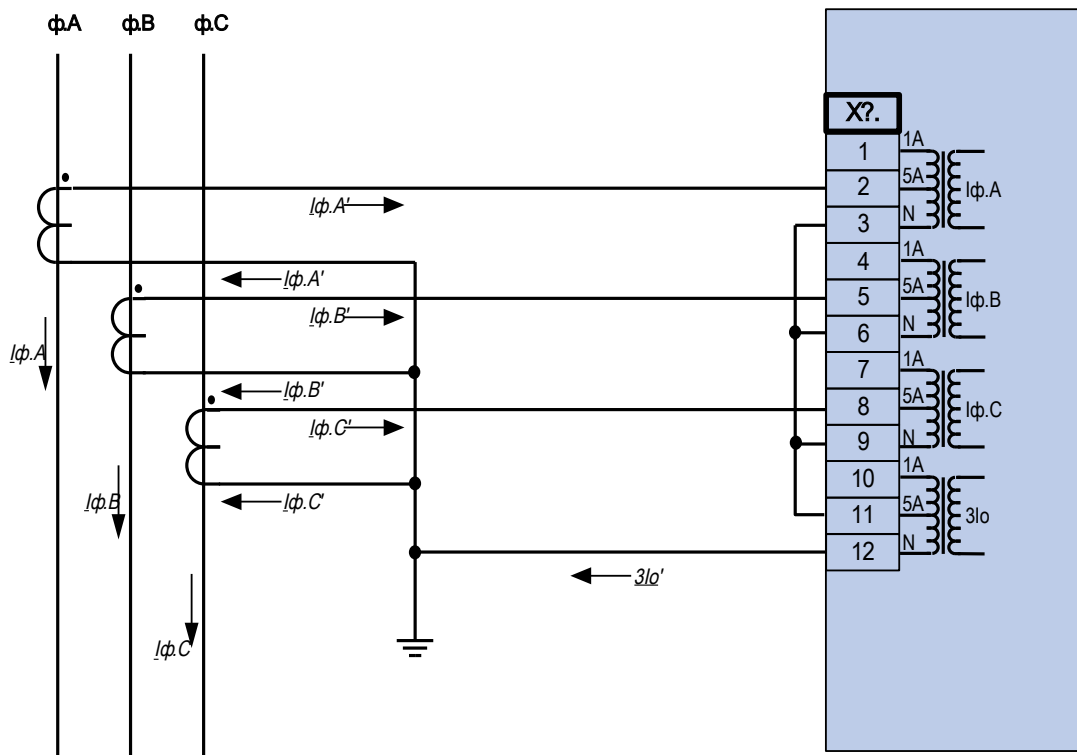 ф.А ф.В ф.С
X?.
1 1A
2 5A Iф.А
3 N
4 1A
5 5A Iф.В
6 N
7 1A
8 5A Iф.С
9 N
10 1A
11 5A 3Io
12 N
Iф.А'
Iф.А'
Iф.В'
Iф.А
Iф.В'
Iф.С'
Iф.В
Iф.С'
3Io'
Iф.С